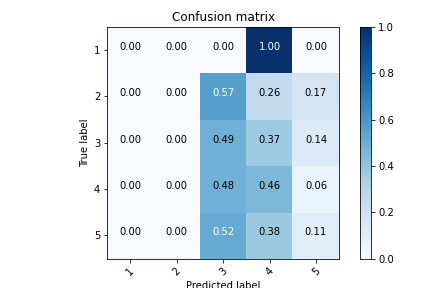 Confusion matrix
1 0.00 0.00 0.00 1.00 0.00
2 0.00 0.00 0.57 0.26 0.17
3 0.00 0.00 0.49 0.37 0.14
4 0.00 0.00 0.48 0.46 0.06
5 0.00 0.00 0.52 0.38 0.11
1 2 3 4 5
True label
Predicted label
1.0
0.8
0.6
0.4
0.2
0.0